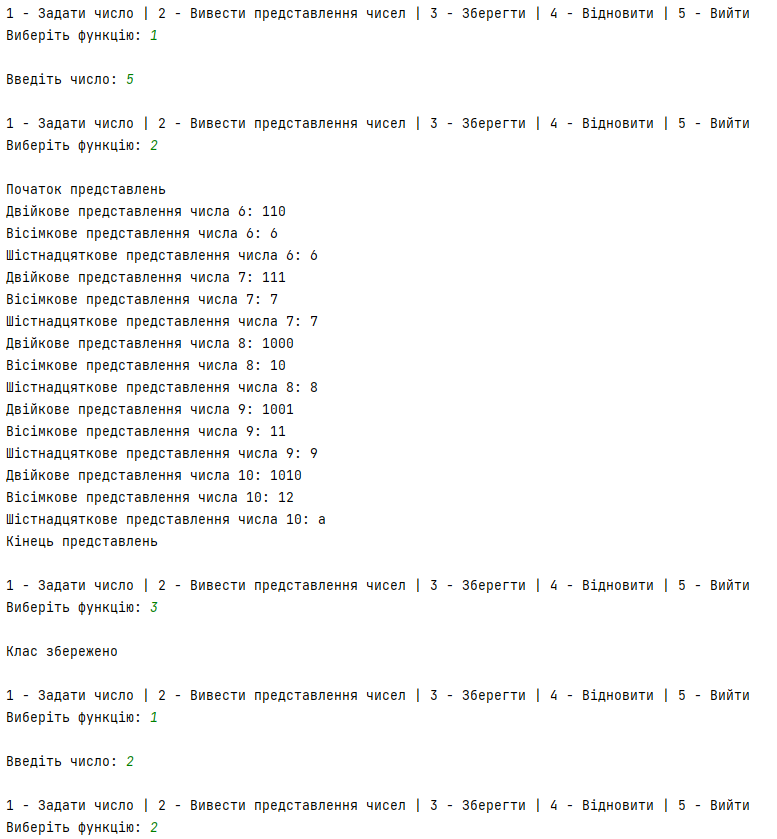 1 - Задати число | 2 - Вивести представлення чисел | 3 - Зберегти | 4 - Відновити | 5 - Вийти
Виберіть функцію: 1
Введіть число: 5
1 - Задати число | 2 - Вивести представлення чисел | 3 - Зберегти | 4 - Відновити | 5 - Вийти
Виберіть функцію: 2
Початок представлень
Двійкове представлення числа 6: 110
Вісімкове представлення числа 6: 6
Шістнадцяткове представлення числа 6: 6
Двійкове представлення числа 7: 111
Вісімкове представлення числа 7: 7
Шістнадцяткове представлення числа 7: 7
Двійкове представлення числа 8: 1000
Вісімкове представлення числа 8: 10
Шістнадцяткове представлення числа 8: 8
Двійкове представлення числа 9: 1001
Вісімкове представлення числа 9: 11
Шістнадцяткове представлення числа 9: 9
Двійкове представлення числа 10: 1010
Вісімкове представлення числа 10: 12
Шістнадцяткове представлення числа 10: a
Кінець представлень
1 - Задати число | 2 - Вивести представлення чисел | 3 - Зберегти | 4 - Відновити | 5 - Вийти
Виберіть функцію: 3
Клас збережено
1 - Задати число | 2 - Вивести представлення чисел | 3 - Зберегти | 4 - Відновити | 5 - Вийти
Виберіть функцію: 1
Введіть число: 2
1 - Задати число | 2 - Вивести представлення чисел | 3 - Зберегти | 4 - Відновити | 5 - Вийти
Виберіть функцію: 2